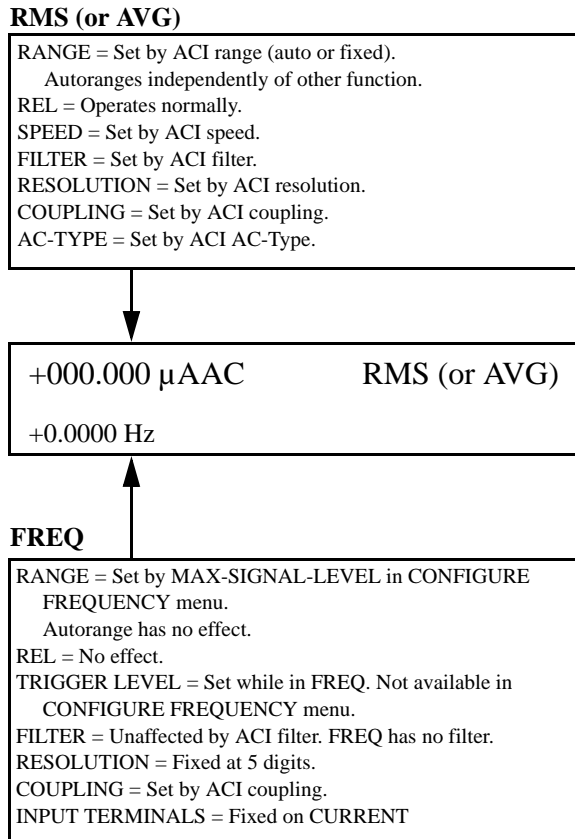 RMS (or AVG)
RANGE = Set by ACI range (auto or fixed).
Autoranges independently of other function.
REL = Operates normally.
SPEED = Set by ACI speed.
FILTER = Set by ACI filter.
RESOLUTION = Set by ACI resolution.
COUPLING = Set by ACI coupling.
AC-TYPE = Set by ACI AC-Type.
+000.000 µAAC RMS (or AVG)
+0.0000 Hz
FREQ
RANGE = Set by MAX-SIGNAL-LEVEL in CONFIGURE
FREQUENCY menu.
Autorange has no effect.
REL = No effect.
TRIGGER LEVEL = Set while in FREQ. Not available in
CONFIGURE FREQUENCY menu.
FILTER = Unaffected by ACI filter. FREQ has no filter.
RESOLUTION = Fixed at 5 digits.
COUPLING = Set by ACI coupling.
INPUT TERMINALS = Fixed on CURRENT